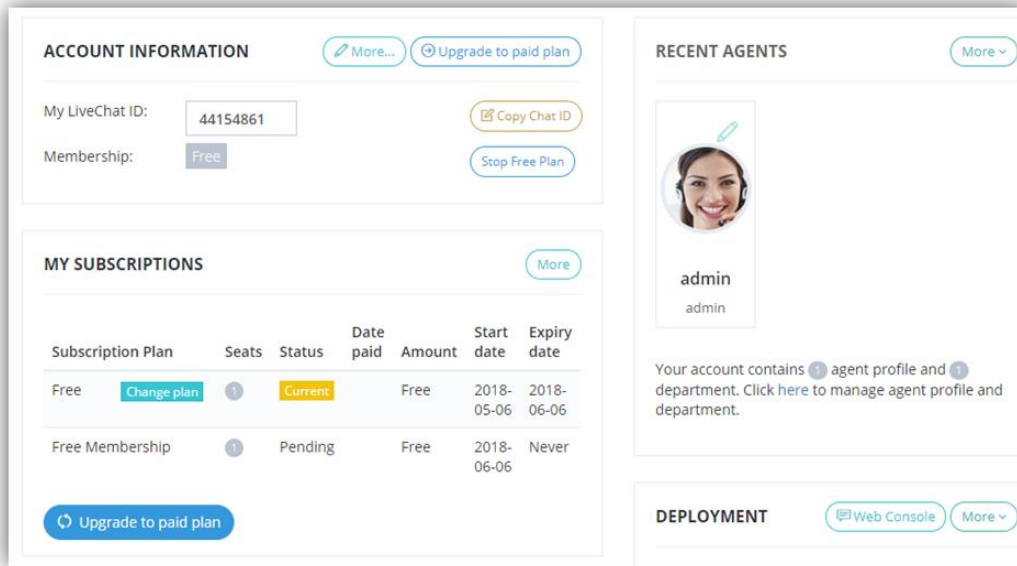 ACCOUNT INFORMATION More... Upgrade to paid plan
My LiveChat ID: 44154861 Copy Chat ID
Membership: Free Stop Free Plan
MY SUBSCRIPTIONS More
Subscription Plan Seats Status Date paid Amount Start date Expiry date
Free Change plan 1 Current Free 2018-05-06 2018-06-06
Free Membership 1 Pending Free 2018-06-06 Never
Upgrade to paid plan
RECENT AGENTS More
admin
admin
Your account contains 1 agent profile and 1
department. Click here to manage agent profile and
department.
DEPLOYMENT Web Console More